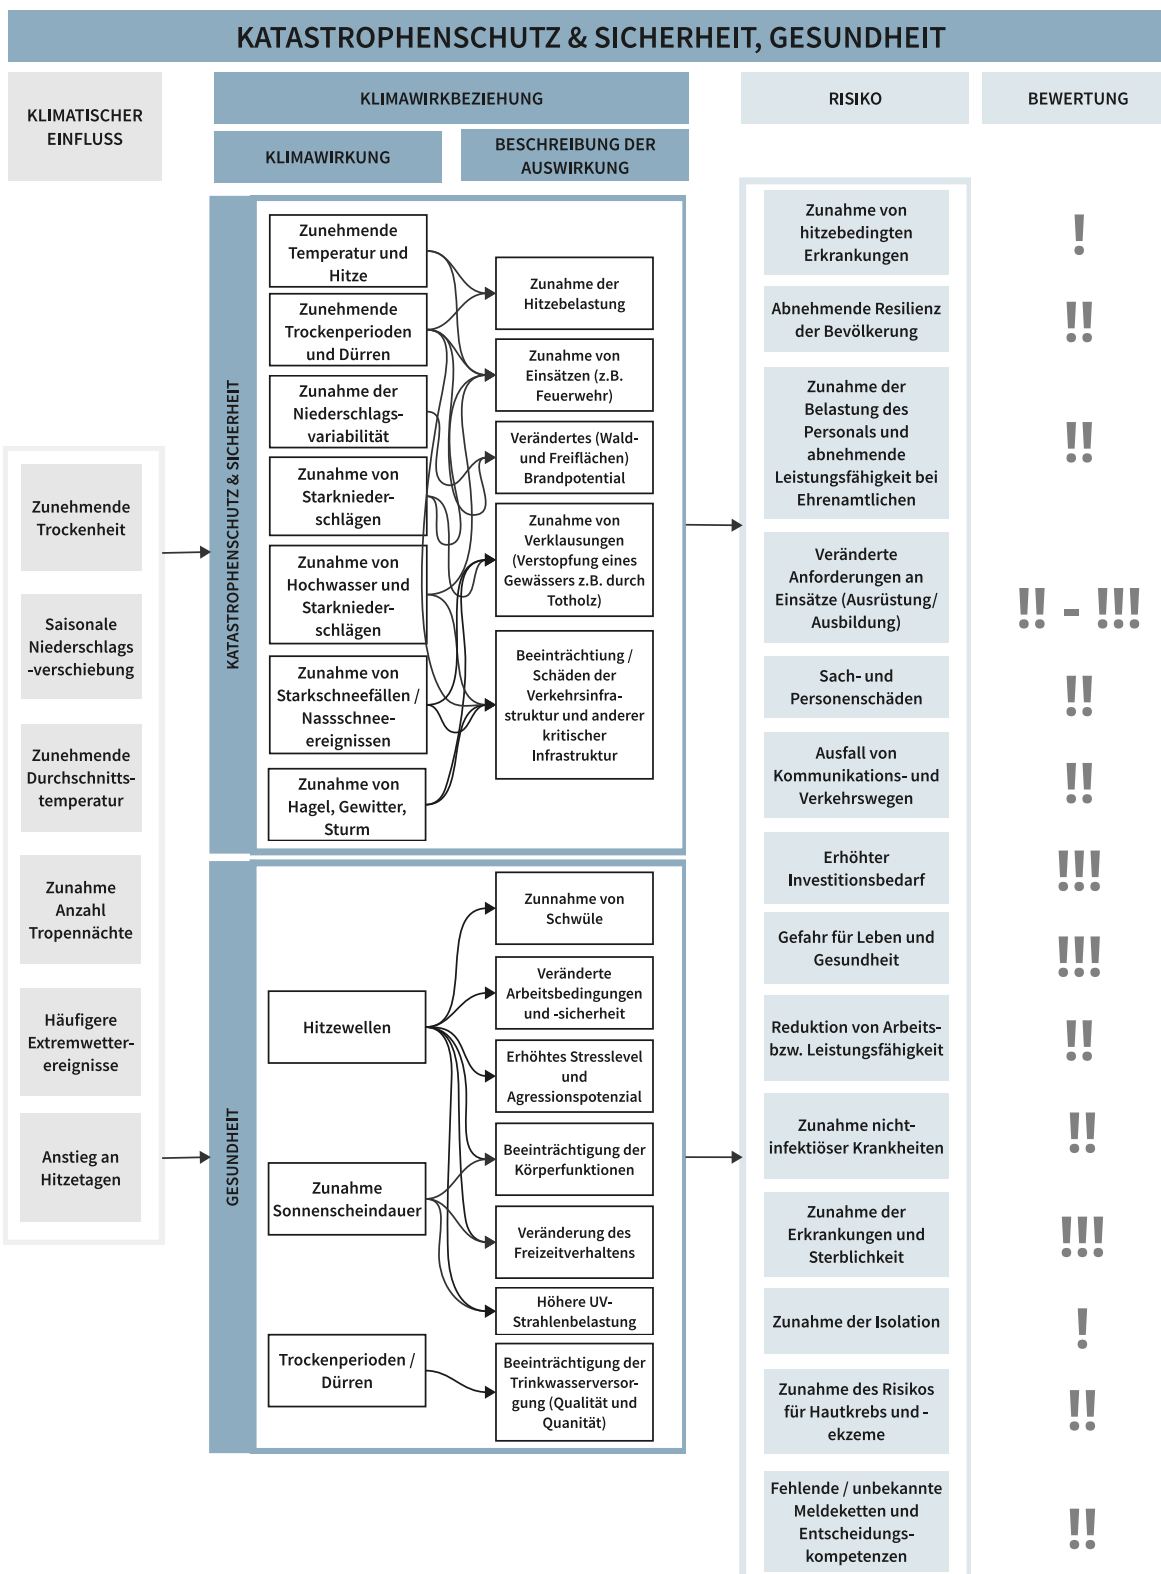 KATASTROPHENSCHUTZ & SICHERHEIT, GESUNDHEIT
KLIMATISCHER
EINFLUSS
KLIMAWIRKBEZIEHUNG
RISIKO
BEWERTUNG
KLIMAWIRKUNG
BESCHREIBUNG DER
AUSWIRKUNG
Zunehmende
Trockenheit
Saisonale
Niederschlags
-verschiebung
Zunehmende
Durchschnitts-
temperatur
Zunahme
Anzahl
Tropennächte
Häufigere
Extremwetter-
ereignisse
Anstieg an
Hitzetagen
KATASTROPHENSCHUTZ & SICHERHEIT
Zunehmende
Temperatur und
Hitze
Zunehmende
Trockenperioden
und Dürren
Zunahme der
Niederschlags-
variabilität
Zunahme von
Starknieder-
schlägen
Zunahme von
Hochwasser und
Starknieder-
schlägen
Zunahme von
Starkschneefällen /
Nassschnee-
ereignissen
Zunahme von
Hagel, Gewitter,
Sturm
Zunahme der
Hitzebelastung
Zunahme von
Einsätzen (z.B.
Feuerwehr)
Verändertes (Wald-
und Freiflächen)
Brandpotential
Zunahme von
Verklausungen
(Verstopfung eines
Gewässers z.B. durch
Totholz)
Beeinträchtiung /
Schäden der
Verkehrsinfra-
struktur und anderer
kritischer
Infrastruktur
GESUNDHEIT
Hitzewellen
Zunahme
Sonnenscheindauer
Trockenperioden /
Dürren
Zunnahme von
Schwüle
Veränderte
Arbeitsbedingungen
und -sicherheit
Erhöhtes Stresslevel
und
Agressionspotenzial
Beeinträchtigung der
Körperfunktionen
Veränderung des
Freizeitverhaltens
Höhere UV-
Strahlenbelastung
Beeinträchtigung der
Trinkwasserversor-
gung (Qualität und
Quanität)
Zunahme von
hitzebedingten
Erkrankungen
!
Abnehmende Resilienz
der Bevölkerung
!!
Zunahme der
Belastung des
Personals und
abnehmende
Leistungsfähigkeit bei
Ehrenamtlichen
!!
Veränderte
Anforderungen an
Einsätze (Ausrüstung/
Ausbildung)
!! - !!!
Sach- und
Personenschäden
!!
Ausfall von
Kommunikations- und
Verkehrswegen
!!
Erhöhter
Investitionsbedarf
!!!
Gefahr für Leben und
Gesundheit
!!!
Reduktion von Arbeits-
bzw. Leistungsfähigkeit
!!
Zunahme nicht-
infektiöser Krankheiten
!!
Zunahme der
Erkrankungen und
Sterblichkeit
!!!
Zunahme der Isolation
!
Zunahme des Risikos
für Hautkrebs und -
ekzeme
!!
Fehlende / unbekannte
Meldeketten und
Entscheidungs-
kompetenzen
!!